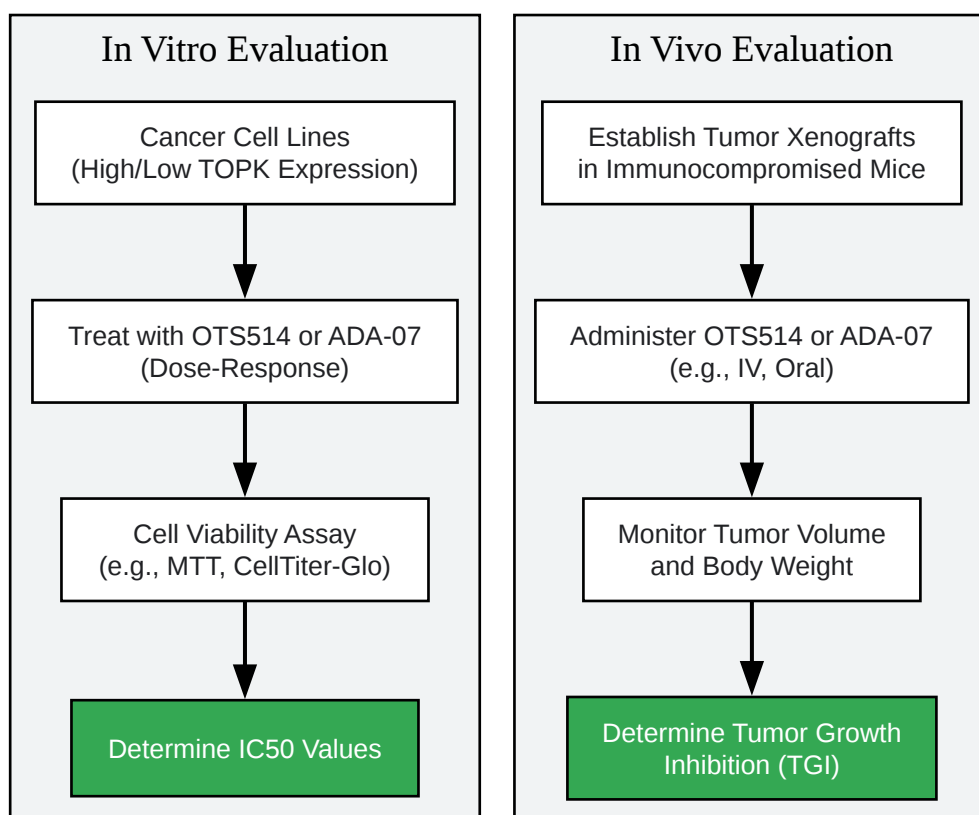 In Vitro Evaluation
Cancer Cell Lines
(High/Low TOPK Expression)
Treat with OTS514 or ADA-07
(Dose-Response)
Cell Viability Assay
(e.g., MTT, CellTiter-Glo)
Determine IC50 Values
In Vivo Evaluation
Establish Tumor Xenografts
in Immunocompromised Mice
Administer OTS514 or ADA-07
(e.g., IV, Oral)
Monitor Tumor Volume
and Body Weight
Determine Tumor Growth
Inhibition (TGI)